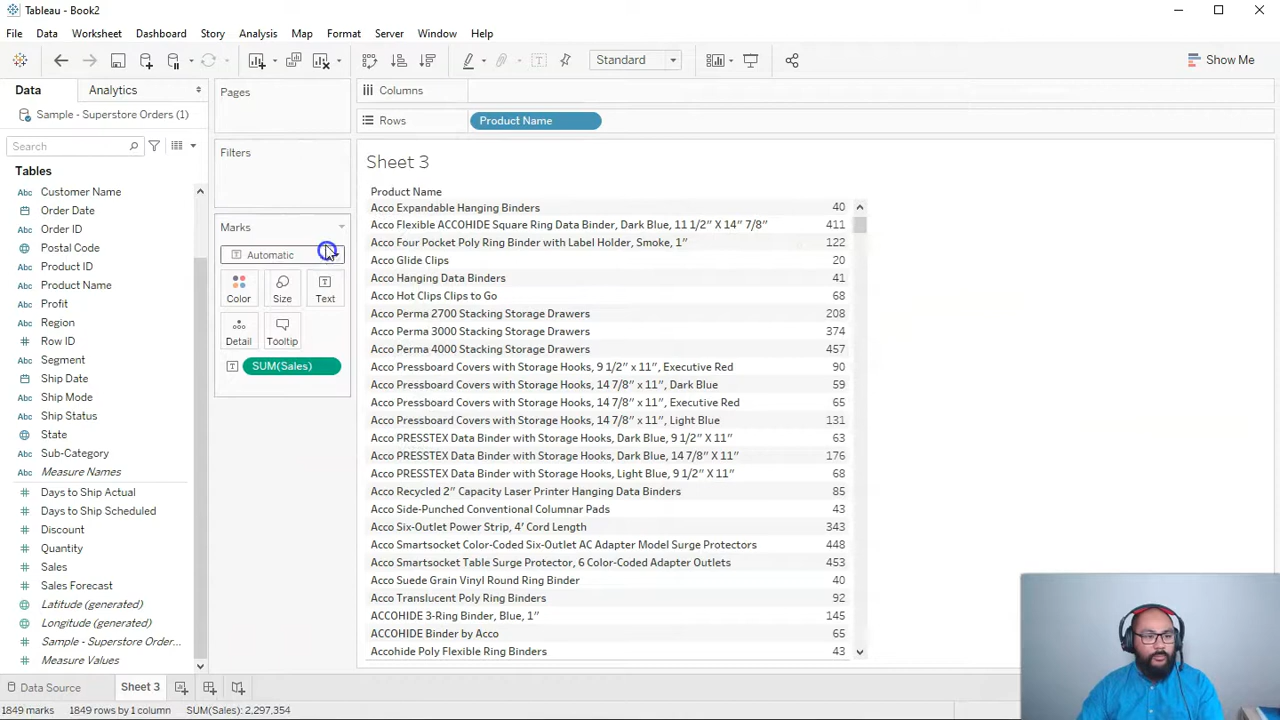 Tableau - Book2
File Data Worksheet Dashboard Story Analysis Map Format Server Window Help
Standard
Show Me
Data Analytics
Sample - Superstore Orders (1)
Search
Tables
Abc Customer Name
Order Date
Abc Order ID
Postal Code
Abc Product ID
Abc Product Name
Profit
Abc Region
Row ID
Abc Segment
Ship Date
Abc Ship Mode
Abc Ship Status
State
Abc Sub-Category
Abc Measure Names
# Days to Ship Actual
# Days to Ship Scheduled
# Discount
# Quantity
# Sales
# Sales Forecast
Latitude (generated)
Longitude (generated)
# Sample - Superstore Order...
# Measure Values
Pages
Filters
Marks
T Automatic
Color Size T Text
Detail Tooltip
T SUM(Sales)
Columns
Rows Product Name
Sheet 3
Product Name
Acco Expandable Hanging Binders 40
Acco Flexible ACCOHIDE Square Ring Data Binder, Dark Blue, 11 1/2" X 14" 7/8" 411
Acco Four Pocket Poly Ring Binder with Label Holder, Smoke, 1" 122
Acco Glide Clips 20
Acco Hanging Data Binders 41
Acco Hot Clips Clips to Go 68
Acco Perma 2700 Stacking Storage Drawers 208
Acco Perma 3000 Stacking Storage Drawers 374
Acco Perma 4000 Stacking Storage Drawers 457
Acco Pressboard Covers with Storage Hooks, 9 1/2" x 11", Executive Red 90
Acco Pressboard Covers with Storage Hooks, 14 7/8" x 11", Dark Blue 59
Acco Pressboard Covers with Storage Hooks, 14 7/8" x 11", Executive Red 65
Acco Pressboard Covers with Storage Hooks, 14 7/8" x 11", Light Blue 131
Acco PRESSTEX Data Binder with Storage Hooks, Dark Blue, 9 1/2" X 11" 63
Acco PRESSTEX Data Binder with Storage Hooks, Dark Blue, 14 7/8" X 11" 176
Acco PRESSTEX Data Binder with Storage Hooks, Light Blue, 9 1/2" X 11" 68
Acco Recycled 2" Capacity Laser Printer Hanging Data Binders 85
Acco Side-Punched Conventional Columnar Pads 43
Acco Six-Outlet Power Strip, 4' Cord Length 343
Acco Smartsocket Color-Coded Six-Outlet AC Adapter Model Surge Protectors 448
Acco Smartsocket Table Surge Protector, 6 Color-Coded Adapter Outlets 453
Acco Suede Grain Vinyl Round Ring Binder 40
Acco Translucent Poly Ring Binders 92
ACCOHIDE 3-Ring Binder, Blue, 1" 145
ACCOHIDE Binder by Acco 65
Accohide Poly Flexible Ring Binders 43
Data Source Sheet 3
1849 marks 1849 rows by 1 column SUM(Sales): 2,297,354